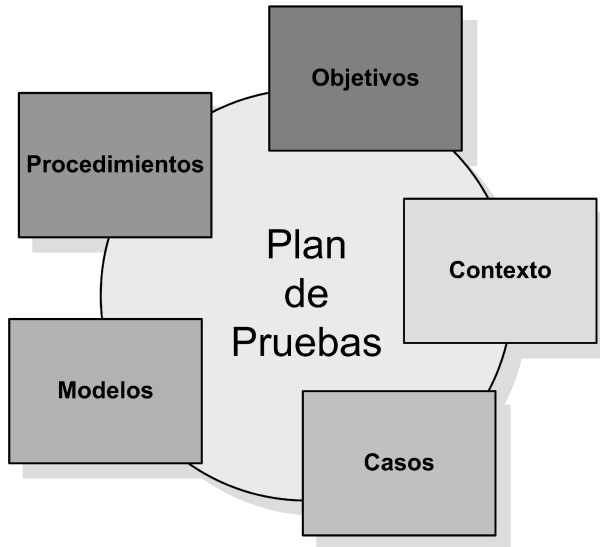 Objetivos
Procedimientos
Contexto
Plan
de
Pruebas
Modelos
Casos